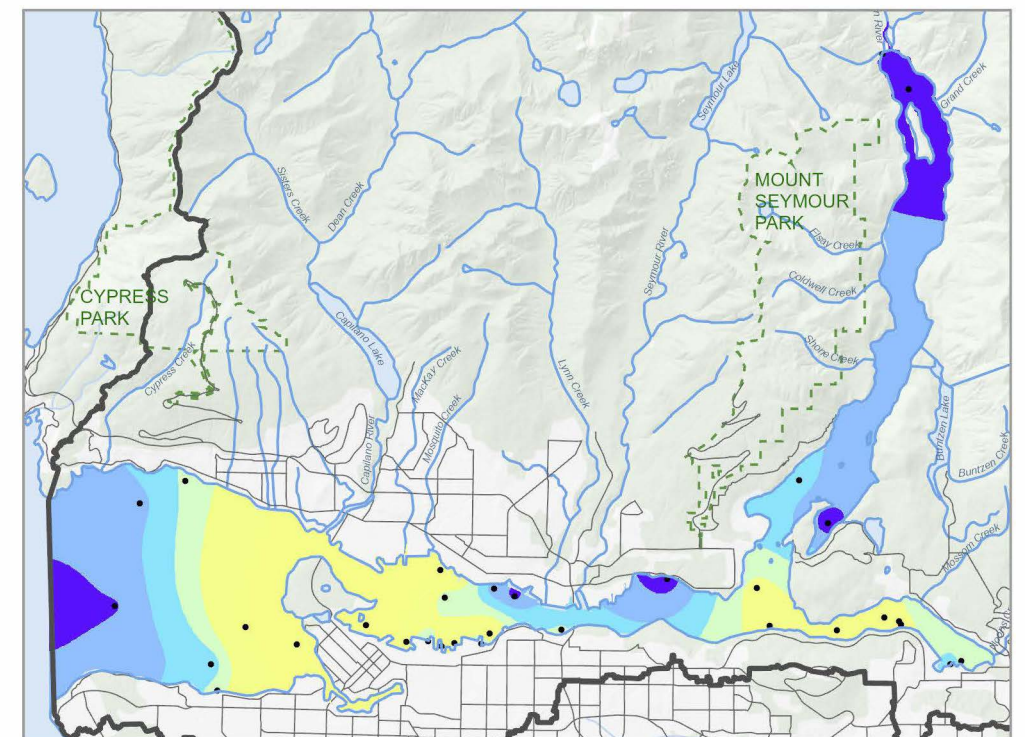 Seymour Lake
Grand Creek
MOUNT
SEYMOUR
PARK
Sisters Creek
Dean Creek
Elsay Creek
Seymour River
Coldwell Creek
CYPRESS
PARK
Capilano Lake
Shone Creek
Cypress Creek
MacKay Creek
Lynn Creek
Mosquito Creek
Buntzen Lake
Capilano River
Buntzen Creek
Mossom Creek
River